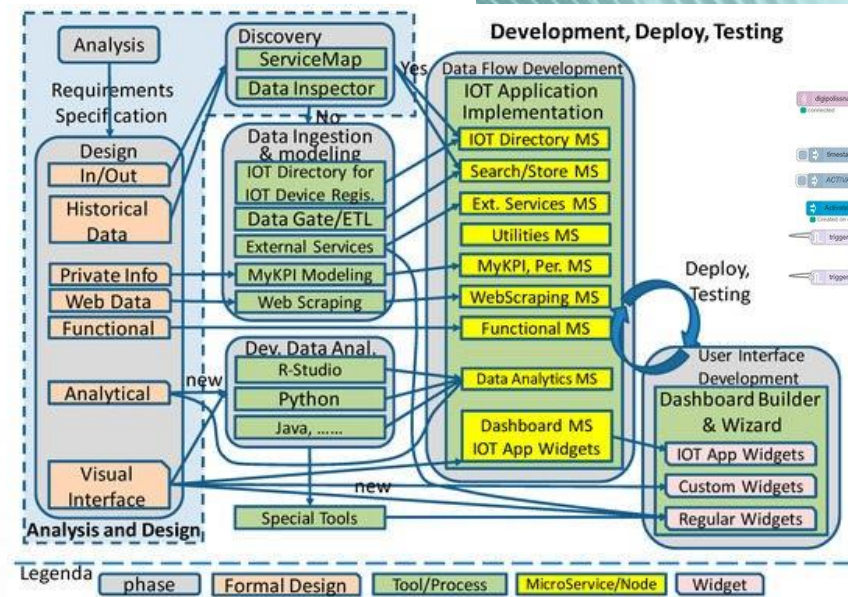 Development, Deploy, Testing
Analysis
Requirements
Specification
Discovery
ServiceMap
Data Inspector
Yes
No
Design
In/Out
Historical
Data
Private Info
Web Data
Functional
Analytical
Visual
Interface
Analysis and Design
Data Ingestion
& modeling
IOT Directory for
IOT Device Regis.
Data Gate/ETL
External Services
MyKPI Modeling
Web Scraping
new
Dev. Data Anal.
R-Studio
Python
Java, ......
new
Special Tools
Data Flow Development
IOT Application
Implementation
IOT Directory MS
Search/Store MS
Ext. Services MS
Utilities MS
MyKPI, Per. MS
WebScraping MS
Functional MS
Data Analytics MS
Dashboard MS
IOT App Widgets
Deploy,
Testing
User Interface
Development
Dashboard Builder
& Wizard
IOT App Widgets
Custom Widgets
Regular Widgets
connected
trigger
trigger
Legenda
phase
Formal Design
Tool/Process
MicroService/Node
Widget